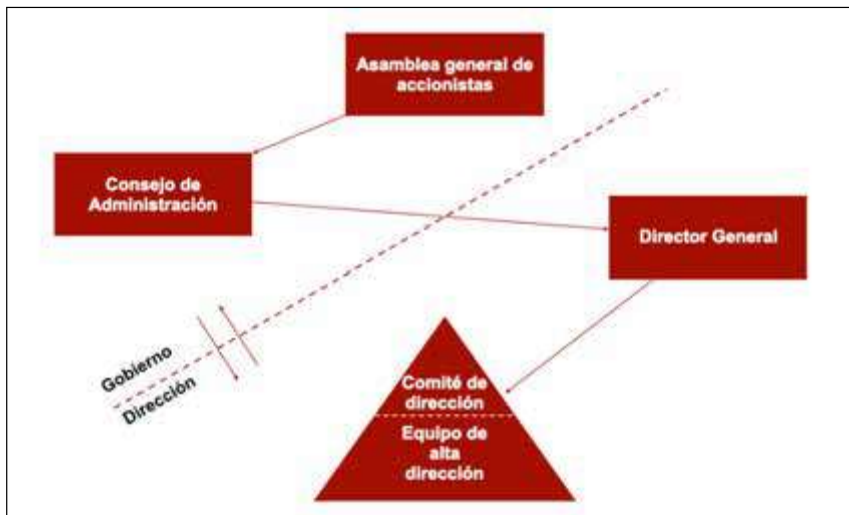 Asamblea general de
accionistas
Consejo de
Administración
Director General
Gobierno
Dirección
Comité de
dirección
Equipo de
alta
dirección